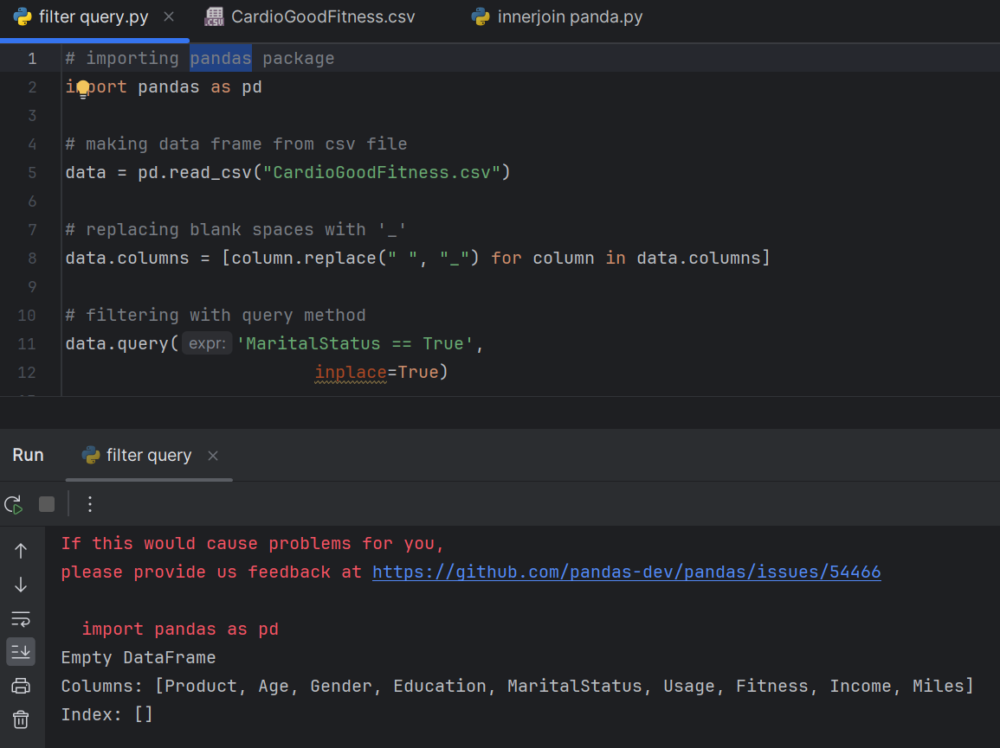 filter query.py CardioGoodFitness.csv innerjoin panda.py
1 # importing pandas package
2 import pandas as pd
3
4 # making data frame from csv file
5 data = pd.read_csv("CardioGoodFitness.csv")
6
7 # replacing blank spaces with '_'
8 data.columns = [column.replace(" ", "_") for column in data.columns]
9
10 # filtering with query method
11 data.query( expr: 'MaritalStatus == True',
12 inplace=True)
Run filter query
If this would cause problems for you,
please provide us feedback at https://github.com/pandas-dev/pandas/issues/54466
import pandas as pd
Empty DataFrame
Columns: [Product, Age, Gender, Education, MaritalStatus, Usage, Fitness, Income, Miles]
Index: []